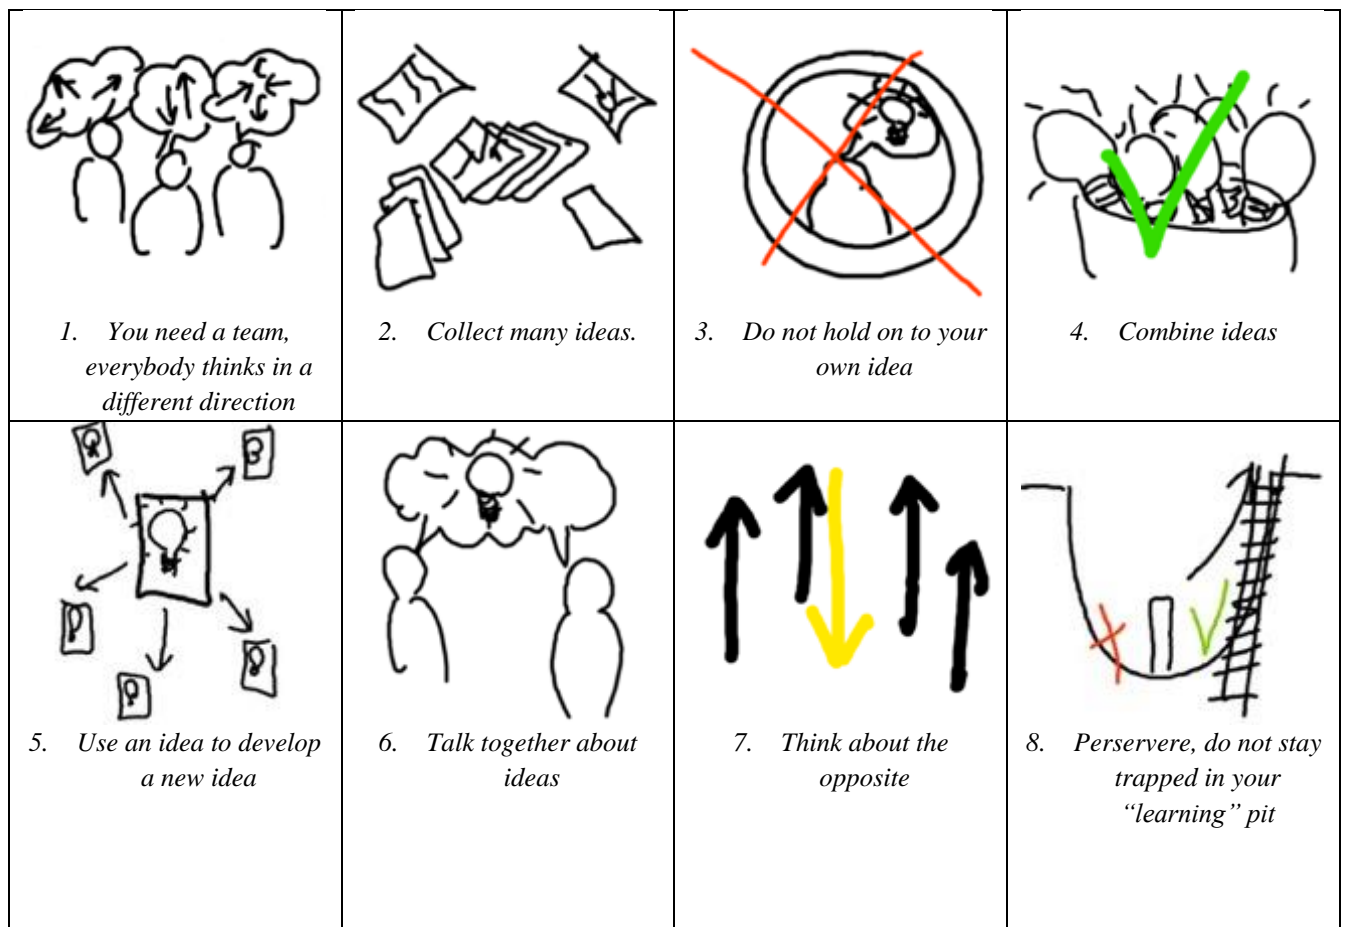 1. You need a team,
everybody thinks in a
different direction
2. Collect many ideas.
3. Do not hold on to your
own idea
4. Combine ideas
5. Use an idea to develop
a new idea
6. Talk together about
ideas
7. Think about the
opposite
8. Perservere, do not stay
trapped in your
“learning” pit